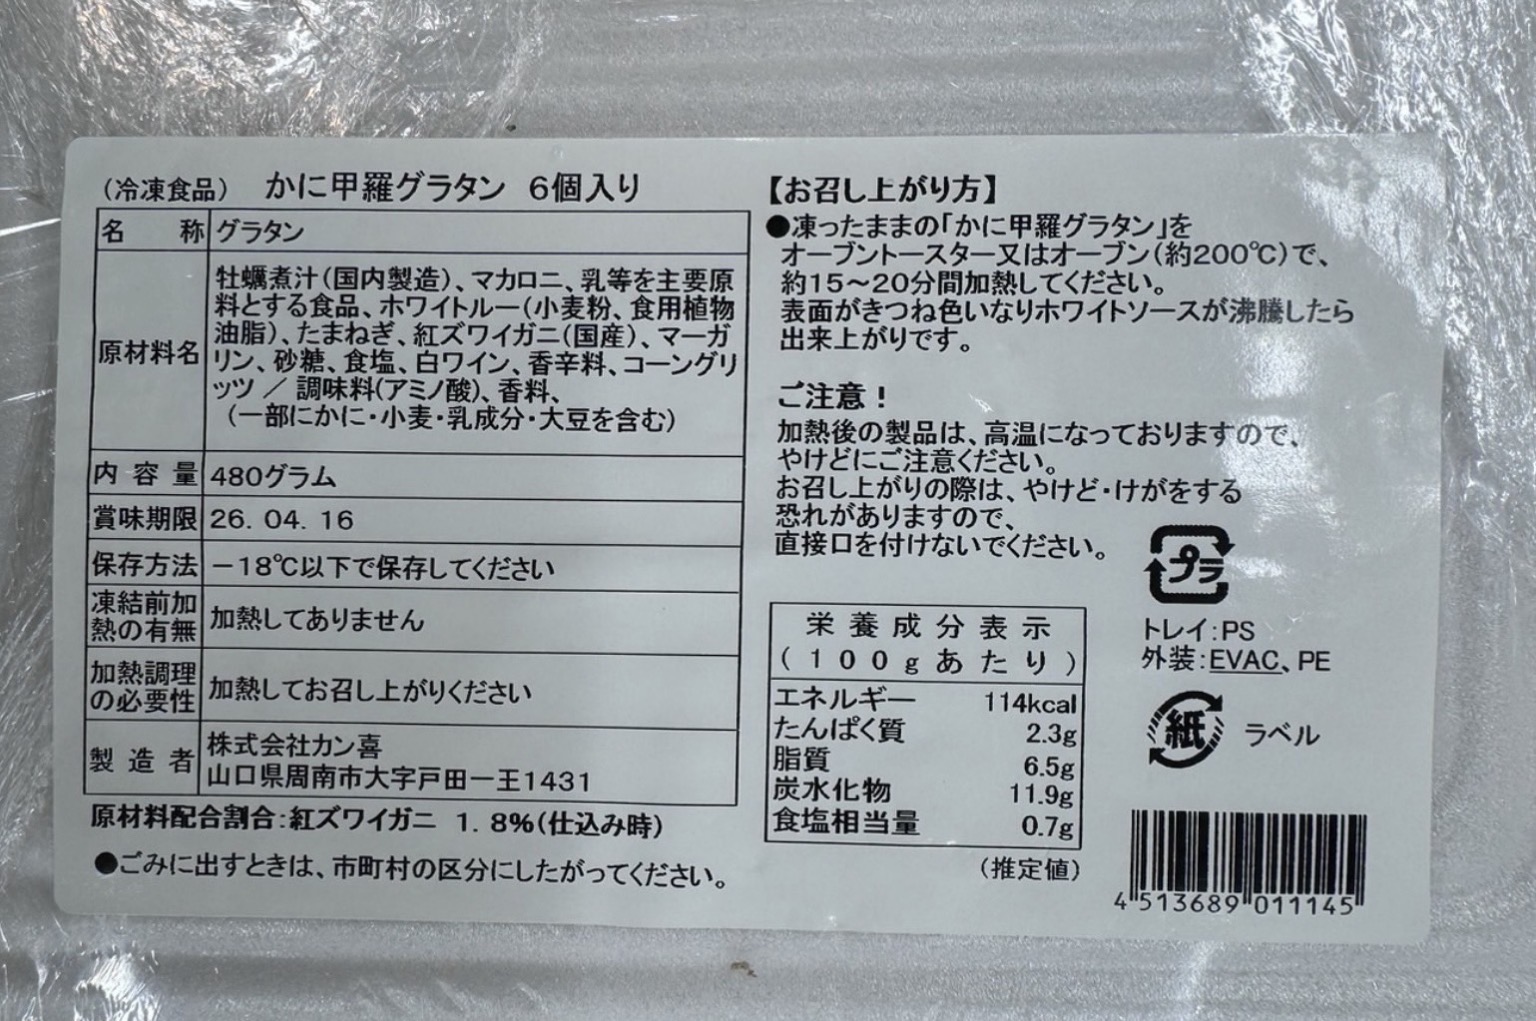 (冷凍食品) かに甲羅グラタン 6個入り
名称 グラタン
原材料名
牡蠣煮汁(国内製造)、マカロニ、乳等を主要原
料とする食品、ホワイトルー(小麦粉、食用植物
油脂)、たまねぎ、紅ズワイガニ(国産)、マーガ
リン、砂糖、食塩、白ワイン、香辛料、コーングリ
ッツ / 調味料(アミノ酸)、香料、
(一部にかに・小麦・乳成分・大豆を含む)
内容量 480グラム
賞味期限 26. 04. 16
保存方法 -18℃以下で保存してください
凍結前加
熱の有無
加熱してありません
加熱調理
の必要性
加熱してお召し上がりください
製造者
株式会社カン喜
山口県周南市大字戸田一王1431
原材料配合割合:紅ズワイガニ 1. 8%(仕込み時)
●ごみに出すときは、市町村の区分にしたがってください。
【お召し上がり方】
●凍ったままの「かに甲羅グラタン」を
オーブントースター又はオーブン(約200℃)で、
約15~20分間加熱してください。
表面がきつね色いなりホワイトソースが沸騰したら
出来上がりです。
ご注意!
加熱後の製品は、高温になっておりますので、
やけどにご注意ください。
お召し上がりの際は、やけど・けがをする
恐れがありますので、
直接口を付けないでください。
栄養成分表示
(100gあたり)
エネルギー 114kcal
たんぱく質 2.3g
脂質 6.5g
炭水化物 11.9g
食塩相当量 0.7g
(推定値)
プラ
トレイ:PS
外装:EVAC、PE
紙 ラベル
4 513689 011145